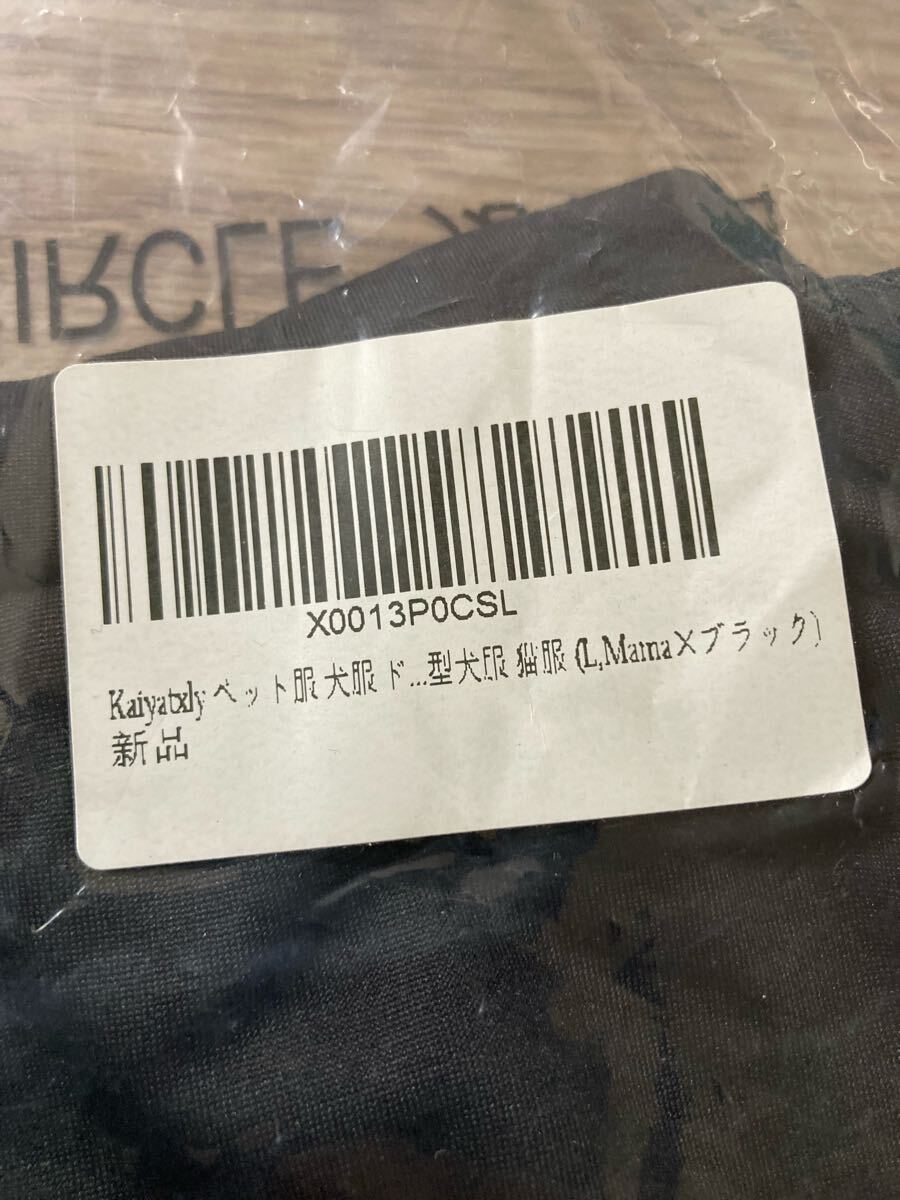 CIRCLE
X0013P0CSL
Kaiyatxly ペット服 犬服 ド...型犬服 猫服 (L,Mama×ブラック)
新品